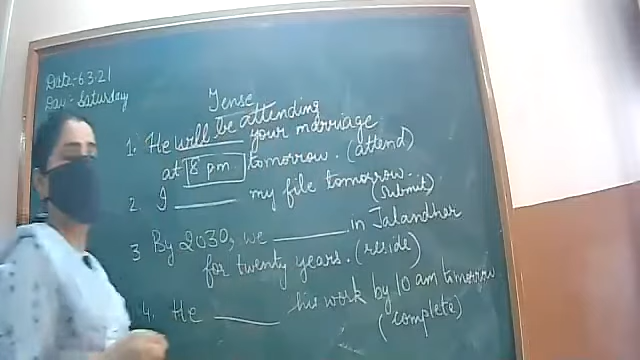 Date:-6.3.21
Day:- Saturday
Tense
1. He will be attending your marriage
at 8 pm. tomorrow. (attend)
2. I ______ my file tomorrow.
(submit)
3 By 2030, we ______ in Jalandhar
for twenty years. (reside)
4. He ______ his work by 10 am tomorrow
(complete)